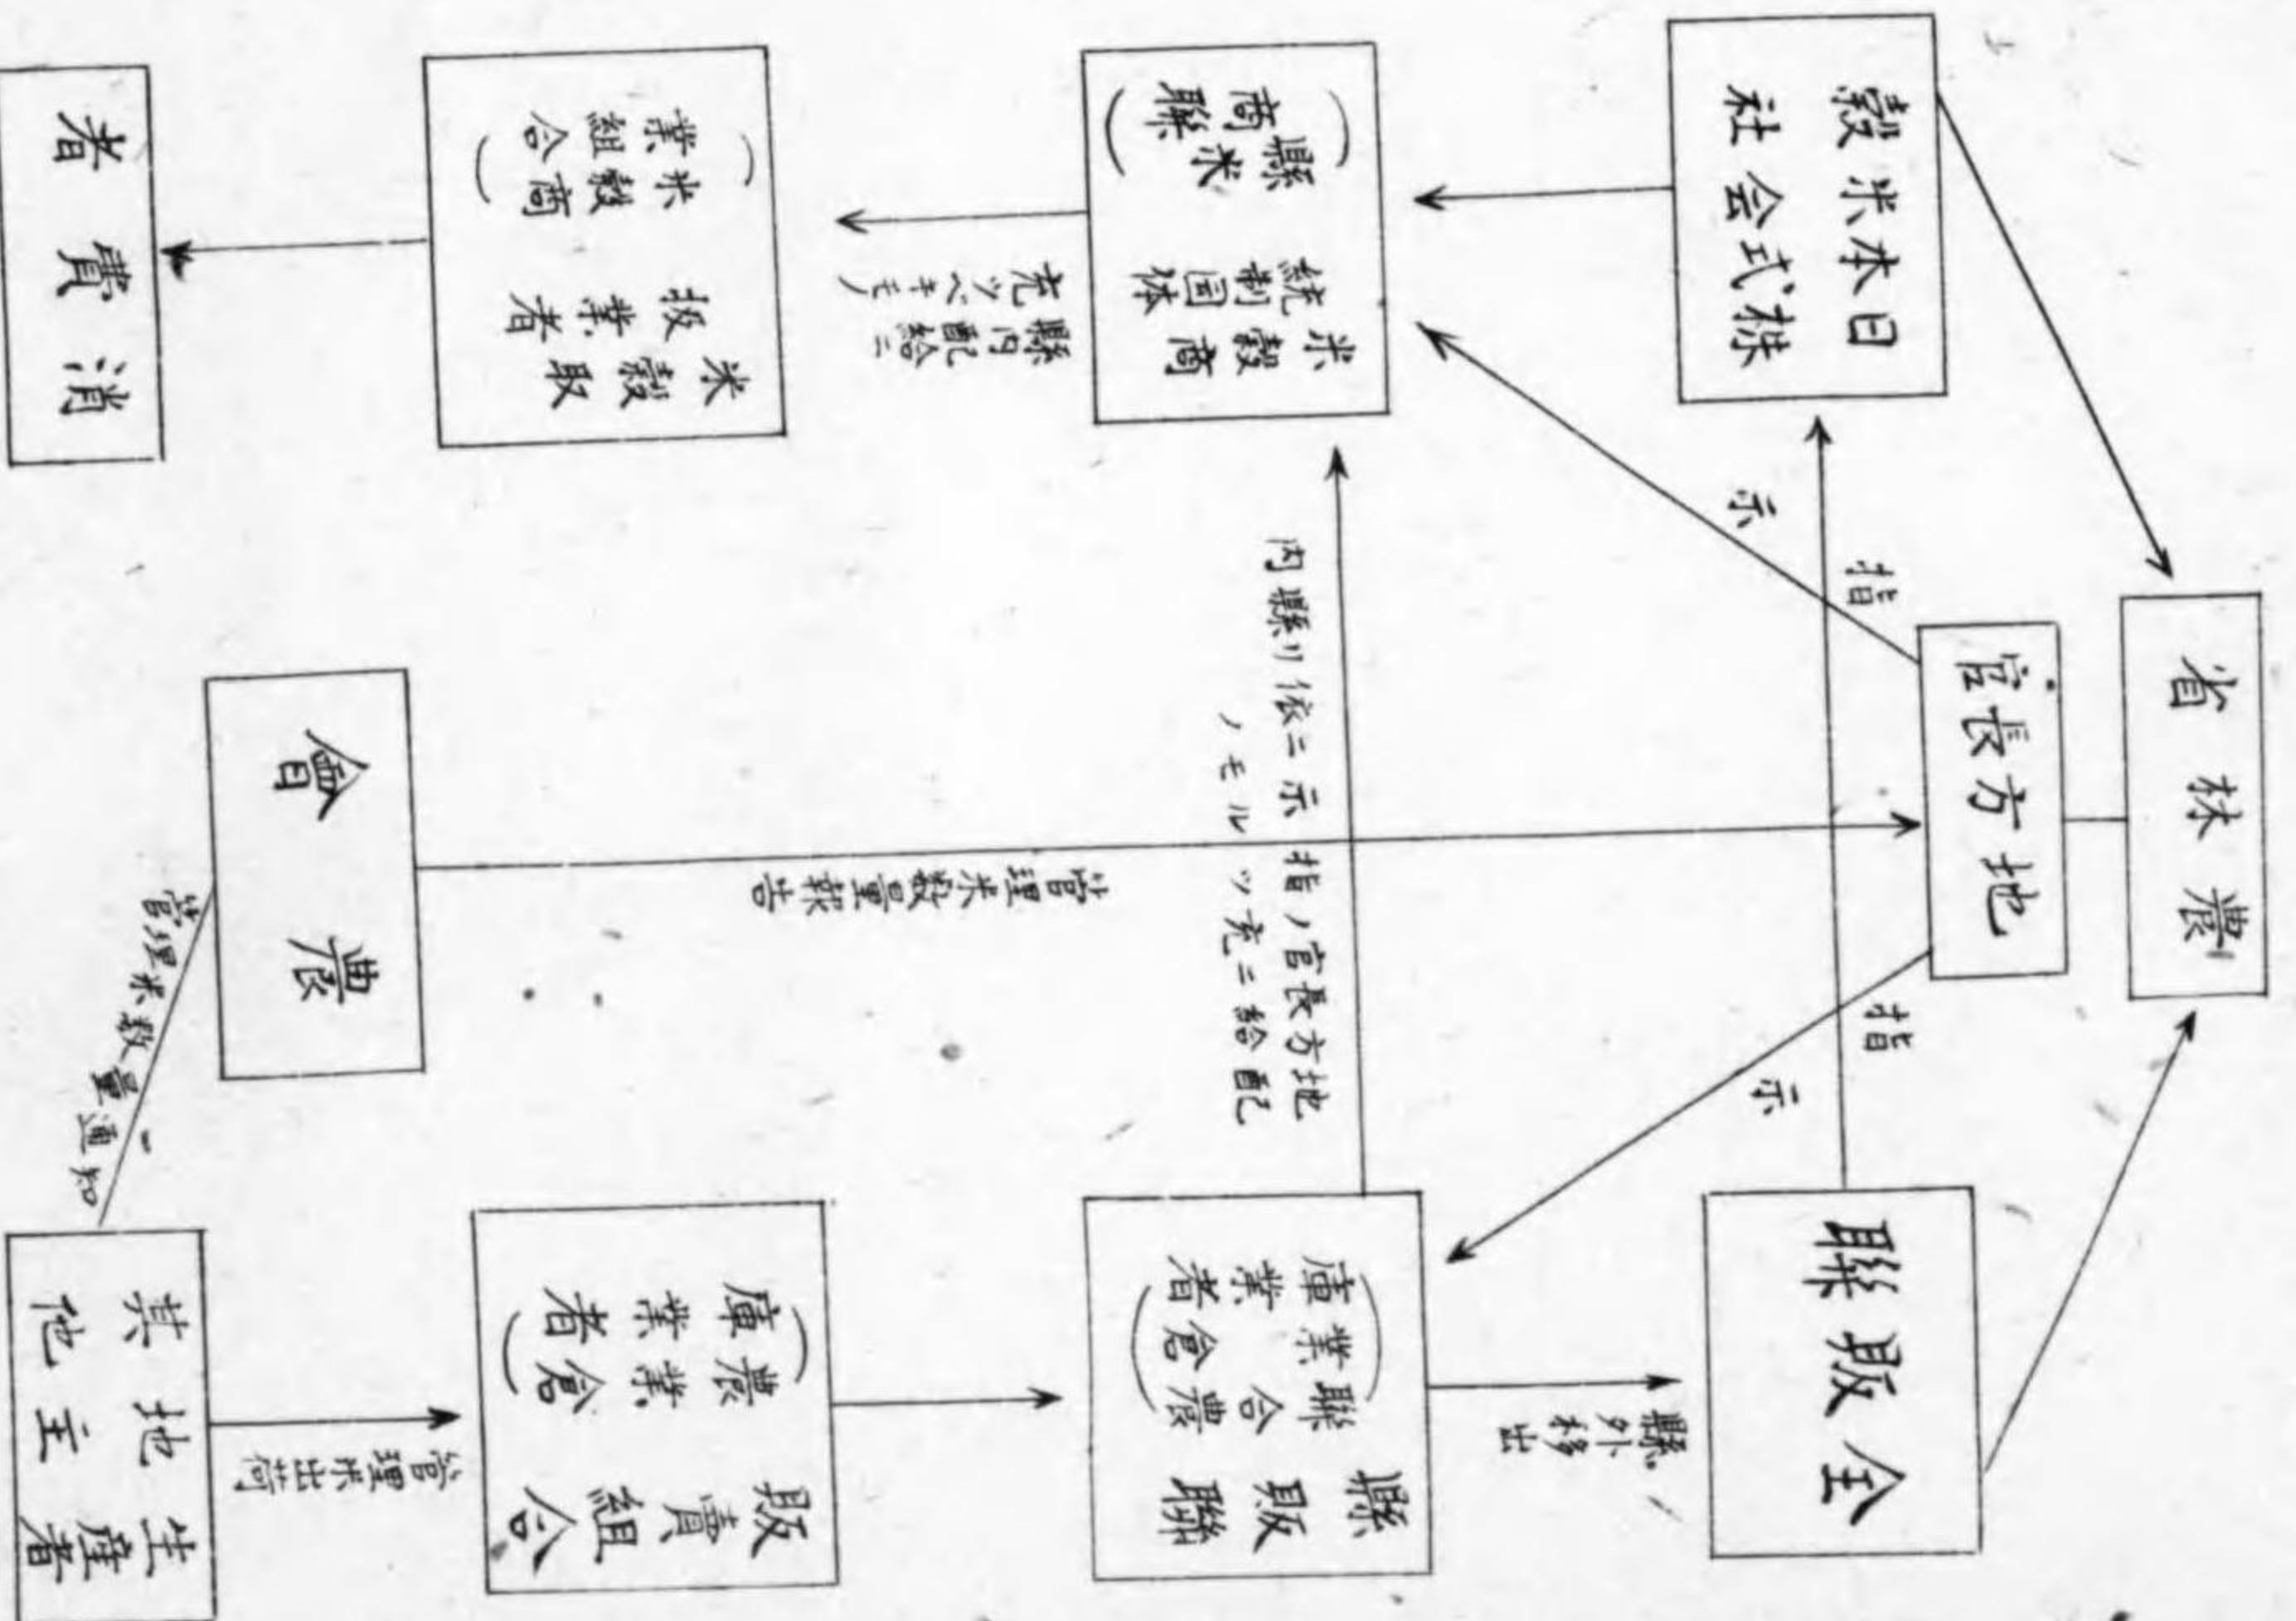 農林省
地方長官
指示
指示
全販聯
日本米穀
株式会社
縣外移出
縣販聯
(聯合農
業倉庫
業者)
地方長官ノ指示ニ依リ縣内
配給ニ充ツルモノ
米穀商
統制国体
(縣米
商聯)
縣内配給ニ
充ツベキモノ
管理米数量報告
販賣組合
(農業倉
庫業者)
米穀取
扱業者
(米穀商
業組合)
管理米出荷
農會
管理米数量通知
生産者
地主
其他
消費者